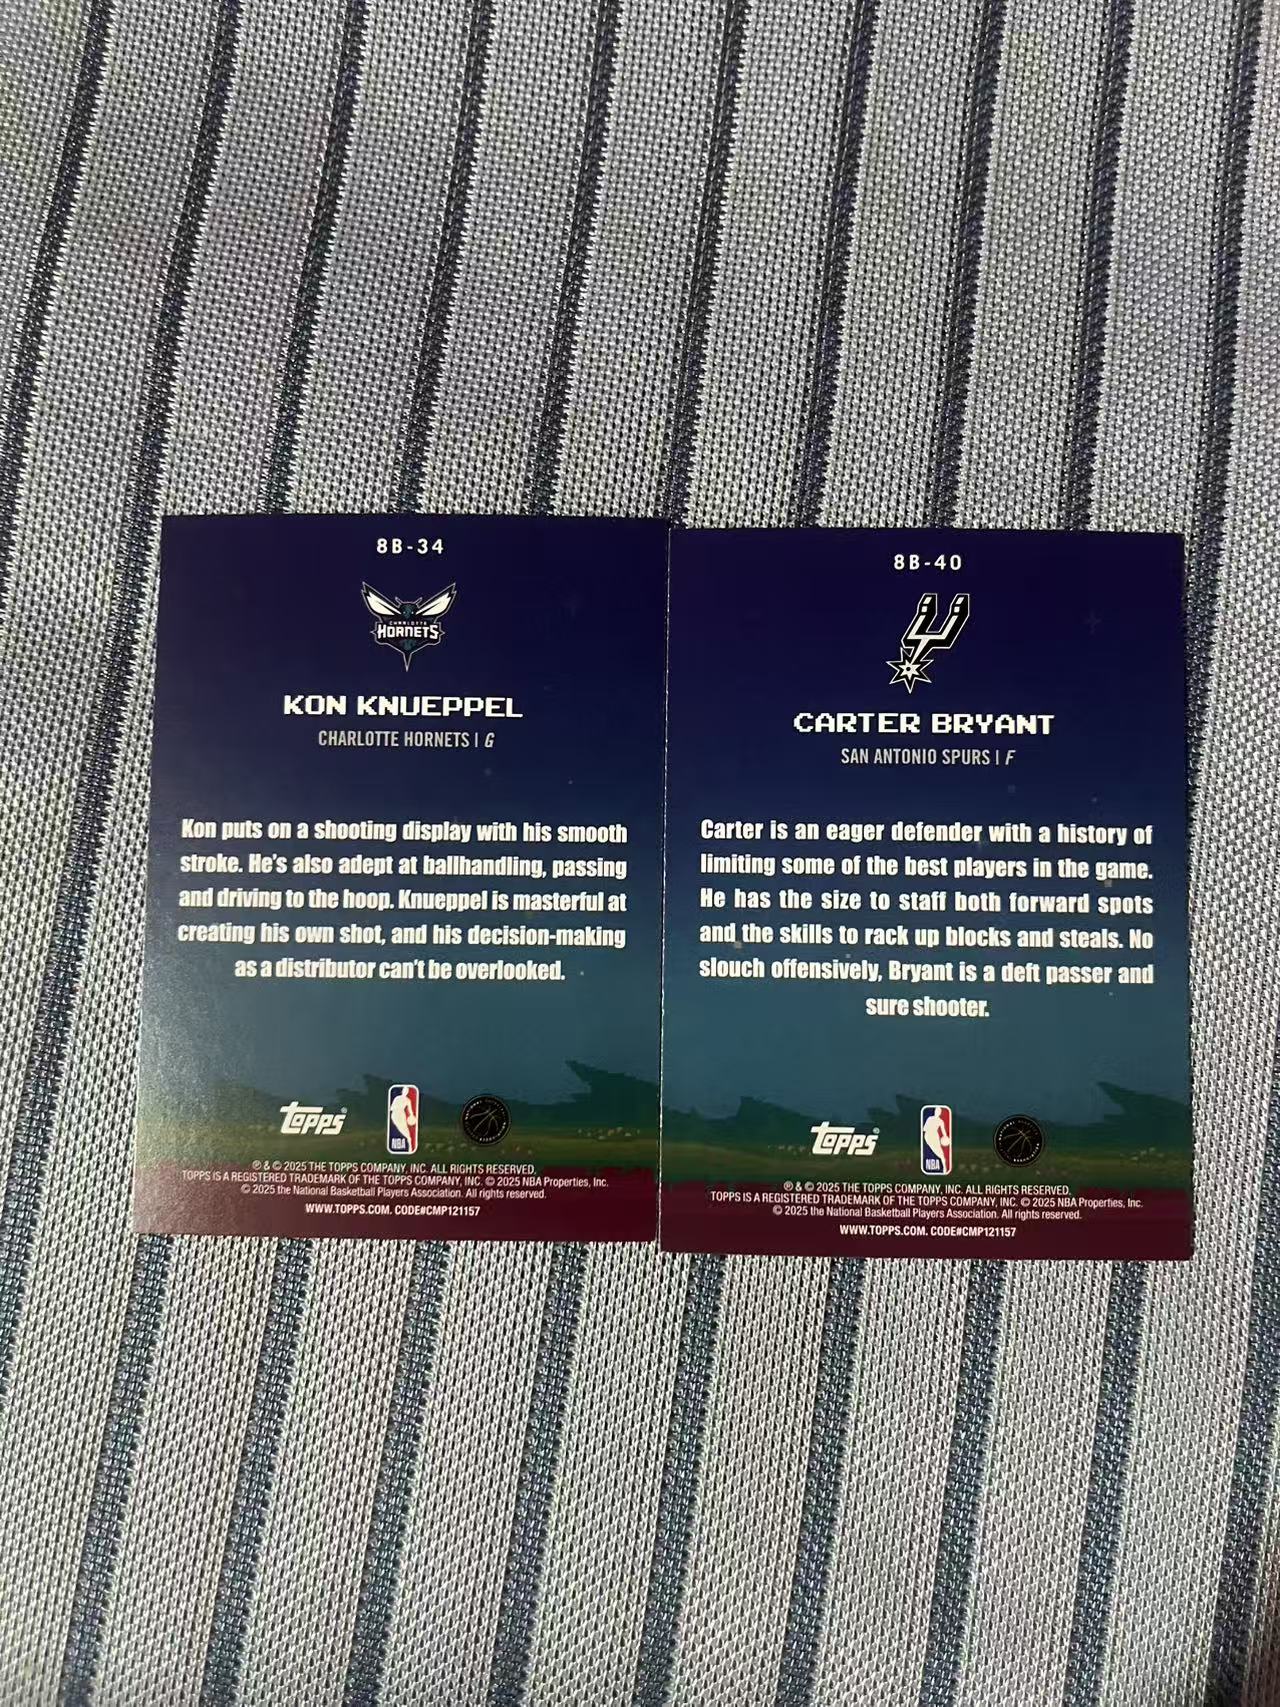 8B-34
CHARLOTTE
HORNETS
KON KNUEPPEL
CHARLOTTE HORNETS | G
Kon puts on a shooting display with his smooth
stroke. He's also adept at ballhandling, passing
and driving to the hoop. Knueppel is masterful at
creating his own shot, and his decision-making
as a distributor can't be overlooked.
Topps®
NBA
® & © 2025 THE TOPPS COMPANY, INC. ALL RIGHTS RESERVED.
TOPPS IS A REGISTERED TRADEMARK OF THE TOPPS COMPANY, INC. © 2025 NBA Properties, Inc.
© 2025 the National Basketball Players Association. All rights reserved.
WWW.TOPPS.COM. CODE#CMP121157
8B-40
CARTER BRYANT
SAN ANTONIO SPURS | F
Carter is an eager defender with a history of
limiting some of the best players in the game.
He has the size to staff both forward spots
and the skills to rack up blocks and steals. No
slouch offensively, Bryant is a deft passer and
sure shooter.
Topps®
NBA
® & © 2025 THE TOPPS COMPANY, INC. ALL RIGHTS RESERVED.
TOPPS IS A REGISTERED TRADEMARK OF THE TOPPS COMPANY, INC. © 2025 NBA Properties, Inc.
© 2025 the National Basketball Players Association. All rights reserved.
WWW.TOPPS.COM. CODE#CMP121157